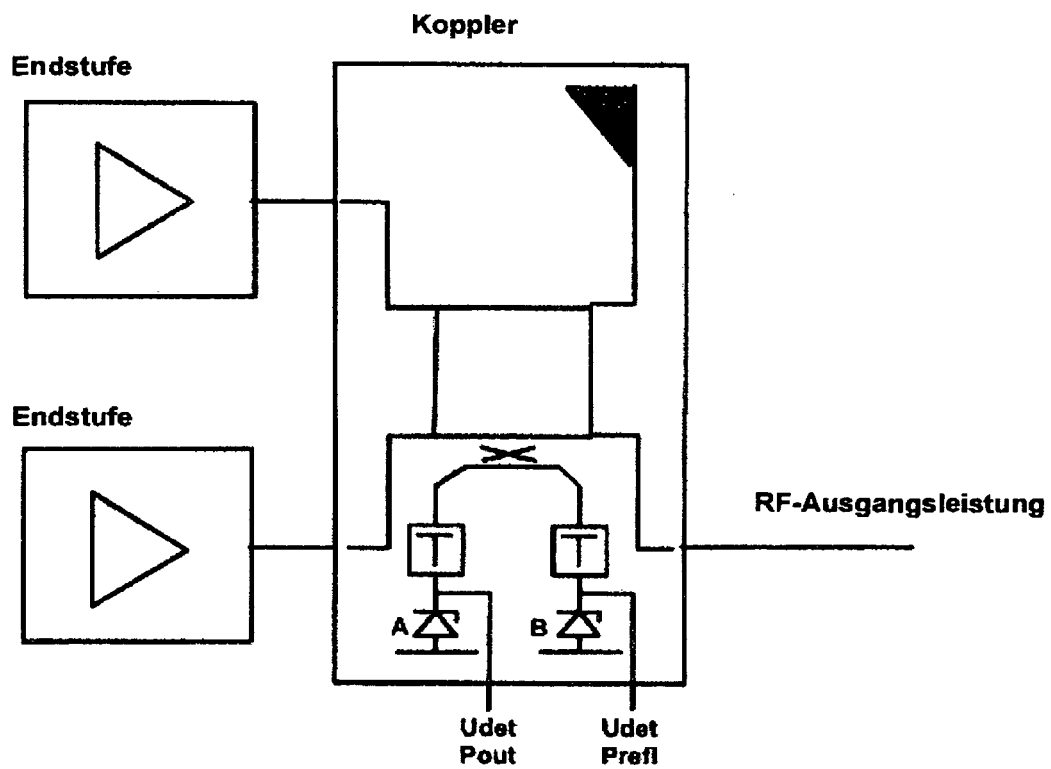 Koppler
Endstufe
Endstufe
RF-Ausgangsleistung
T
T
A
B
Udet
Pout
Udet
Prefl